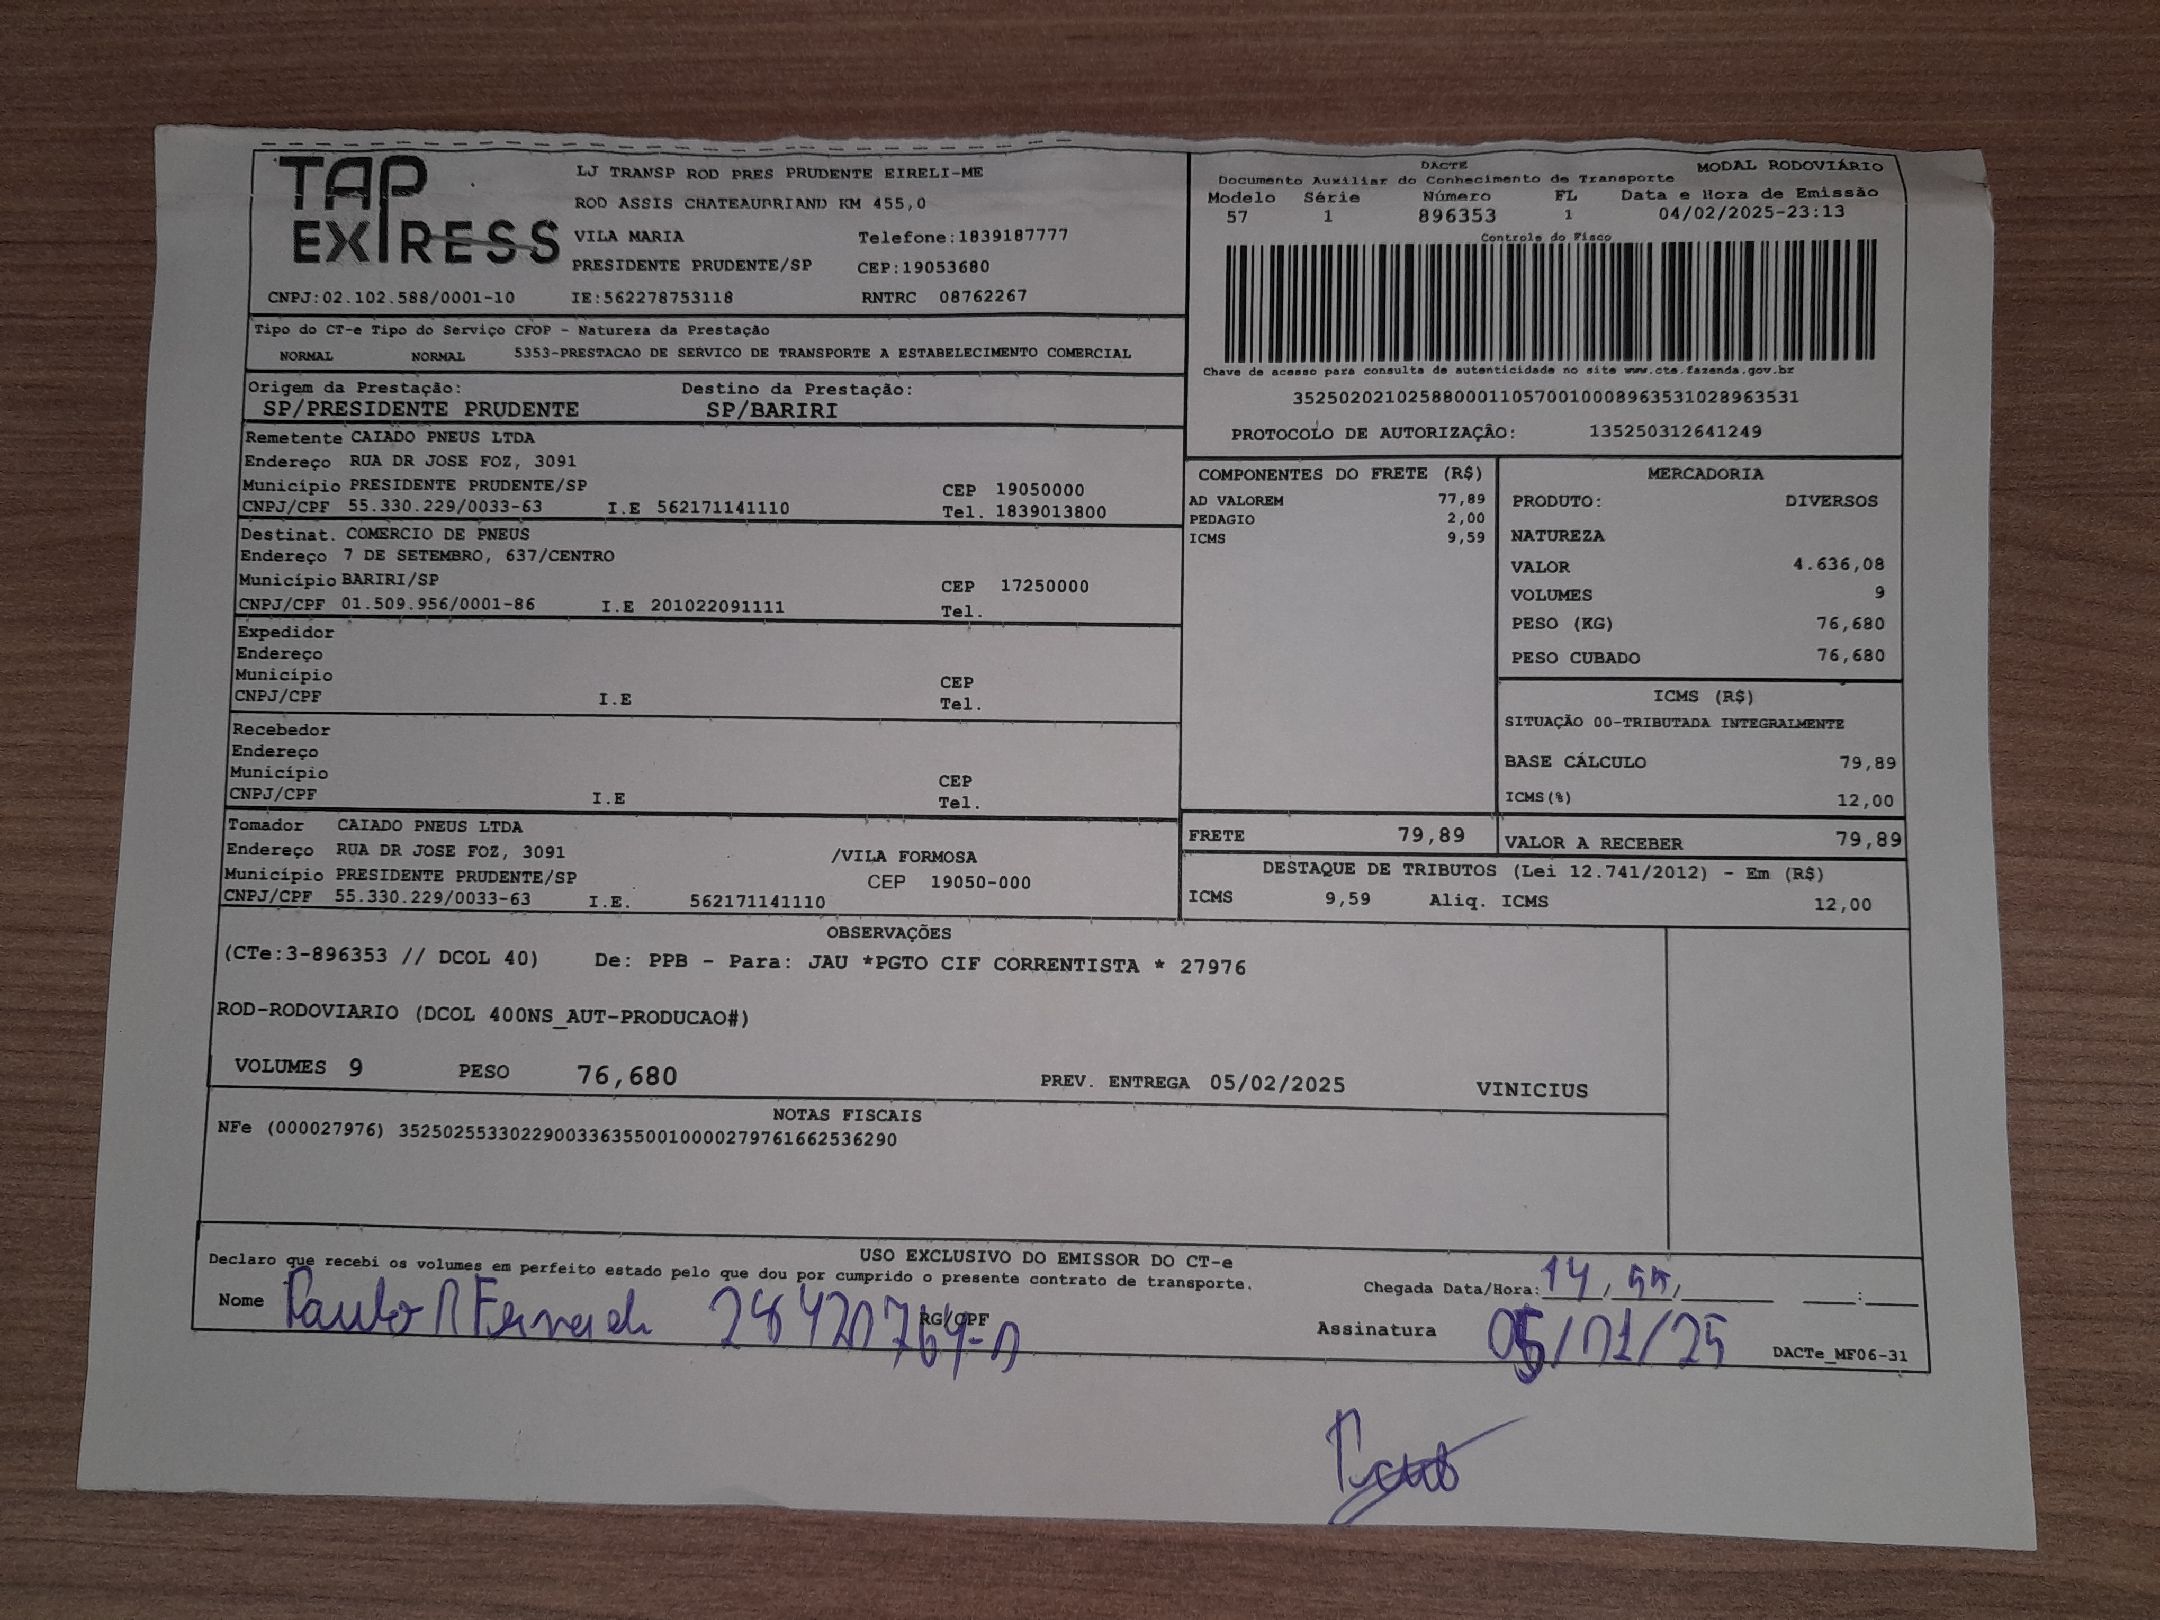 TAP EXPRESS
LJ TRANSP ROD PRES PRUDENTE EIRELI-ME
ROD ASSIS CHATEAUBRIAND KM 455,0
VILA MARIA Telefone:1839187777
PRESIDENTE PRUDENTE/SP CEP:19053680
CNPJ:02.102.588/0001-10 IE:562278753118 RNTRC 08762267
DACTE MODAL RODOVIÁRIO
Documento Auxiliar do Conhecimento de Transporte
Modelo Série Número FL Data e Hora de Emissão
57 1 896353 1 04/02/2025-23:13
Controle do Fisco
Chave de acesso para consulta de autenticidade no site www.cte.fazenda.gov.br
35250202102588000110570010008963531028963531
PROTOCOLO DE AUTORIZAÇÃO: 135250312641249
Tipo do CT-e Tipo do Serviço CFOP - Natureza da Prestação
NORMAL NORMAL 5353-PRESTACAO DE SERVICO DE TRANSPORTE A ESTABELECIMENTO COMERCIAL
Origem da Prestação: Destino da Prestação:
SP/PRESIDENTE PRUDENTE SP/BARIRI
Remetente CAIADO PNEUS LTDA
Endereço RUA DR JOSE FOZ, 3091
Município PRESIDENTE PRUDENTE/SP CEP 19050000
CNPJ/CPF 55.330.229/0033-63 I.E 562171141110 Tel. 1839013800
Destinat. COMERCIO DE PNEUS
Endereço 7 DE SETEMBRO, 637/CENTRO
Município BARIRI/SP CEP 17250000
CNPJ/CPF 01.509.956/0001-86 I.E 201022091111 Tel.
Expedidor
Endereço
Município CEP
CNPJ/CPF I.E Tel.
Recebedor
Endereço
Município CEP
CNPJ/CPF I.E Tel.
Tomador CAIADO PNEUS LTDA
Endereço RUA DR JOSE FOZ, 3091 /VILA FORMOSA
Município PRESIDENTE PRUDENTE/SP CEP 19050-000
CNPJ/CPF 55.330.229/0033-63 I.E. 562171141110
COMPONENTES DO FRETE (R$)
AD VALOREM 77,89
PEDAGIO 2,00
ICMS 9,59
MERCADORIA
PRODUTO: DIVERSOS
NATUREZA
VALOR 4.636,08
VOLUMES 9
PESO (KG) 76,680
PESO CUBADO 76,680
ICMS (R$)
SITUAÇÃO 00-TRIBUTADA INTEGRALMENTE
BASE CÁLCULO 79,89
ICMS(%) 12,00
FRETE 79,89 VALOR A RECEBER 79,89
DESTAQUE DE TRIBUTOS (Lei 12.741/2012) - Em (R$)
ICMS 9,59 Aliq. ICMS 12,00
OBSERVAÇÕES
(CTe:3-896353 // DCOL 40) De: PPB - Para: JAU *PGTO CIF CORRENTISTA * 27976
ROD-RODOVIARIO (DCOL 400NS_AUT-PRODUCAO#)
VOLUMES 9 PESO 76,680 PREV. ENTREGA 05/02/2025 VINICIUS
NOTAS FISCAIS
NFe (000027976) 35250255330229003363550010000279761662536290
USO EXCLUSIVO DO EMISSOR DO CT-e
Declaro que recebi os volumes em perfeito estado pelo que dou por cumprido o presente contrato de transporte.
Chegada Data/Hora: 14, 55, :
Nome Paulo R RG/CPF
Assinatura DACTe_MF06-31